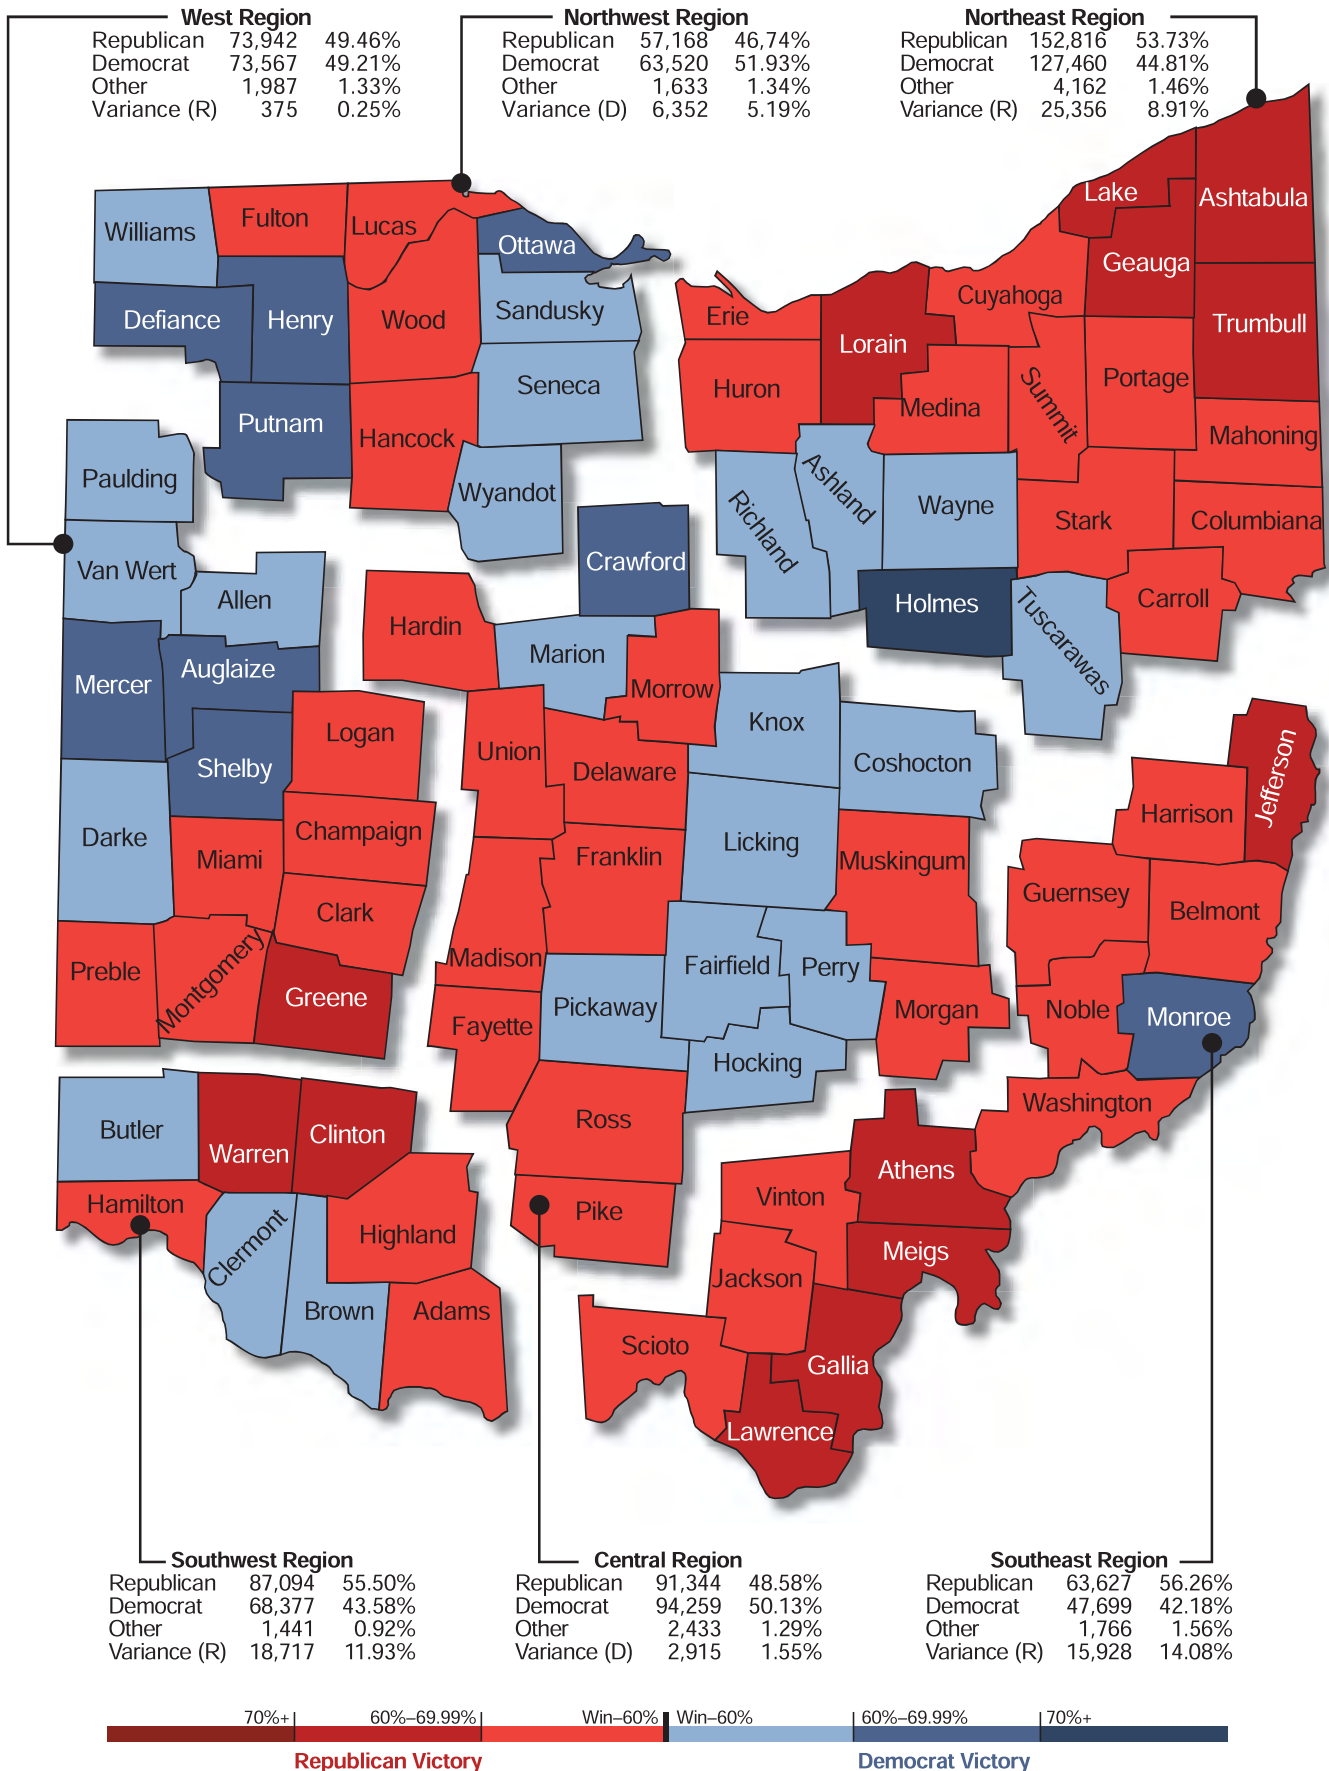 West Region
Republican 73,942 49.46%
Democrat 73,567 49.21%
Other 1,987 1.33%
Variance (R) 375 0.25%
Northwest Region
Republican 57,168 46,74%
Democrat 63,520 51.93%
Other 1,633 1.34%
Variance (D) 6,352 5.19%
Northeast Region
Republican 152,816 53.73%
Democrat 127,460 44.81%
Other 4,162 1.46%
Variance (R) 25,356 8.91%
Williams
Fulton
Lucas
Ottawa
Defiance
Henry
Wood
Sandusky
Seneca
Putnam
Hancock
Wyandot
Lake
Ashtabula
Geauga
Cuyahoga
Erie
Lorain
Trumbull
Huron
Medina
Summit
Portage
Mahoning
Richland
Ashland
Wayne
Stark
Columbiana
Holmes
Tuscarawas
Carroll
Paulding
Van Wert
Allen
Mercer
Auglaize
Shelby
Logan
Darke
Miami
Champaign
Clark
Preble
Montgomery
Greene
Crawford
Hardin
Marion
Morrow
Knox
Coshocton
Union
Delaware
Licking
Muskingum
Franklin
Madison
Fairfield
Perry
Pickaway
Morgan
Fayette
Hocking
Ross
Pike
Jefferson
Harrison
Guernsey
Belmont
Noble
Monroe
Washington
Athens
Vinton
Meigs
Jackson
Scioto
Gallia
Lawrence
Butler
Warren
Clinton
Hamilton
Clermont
Highland
Brown
Adams
Southwest Region
Republican 87,094 55.50%
Democrat 68,377 43.58%
Other 1,441 0.92%
Variance (R) 18,717 11.93%
Central Region
Republican 91,344 48.58%
Democrat 94,259 50.13%
Other 2,433 1.29%
Variance (D) 2,915 1.55%
Southeast Region
Republican 63,627 56.26%
Democrat 47,699 42.18%
Other 1,766 1.56%
Variance (R) 15,928 14.08%
70%+ 60%–69.99% Win–60% Win–60% 60%–69.99% 70%+
Republican Victory Democrat Victory